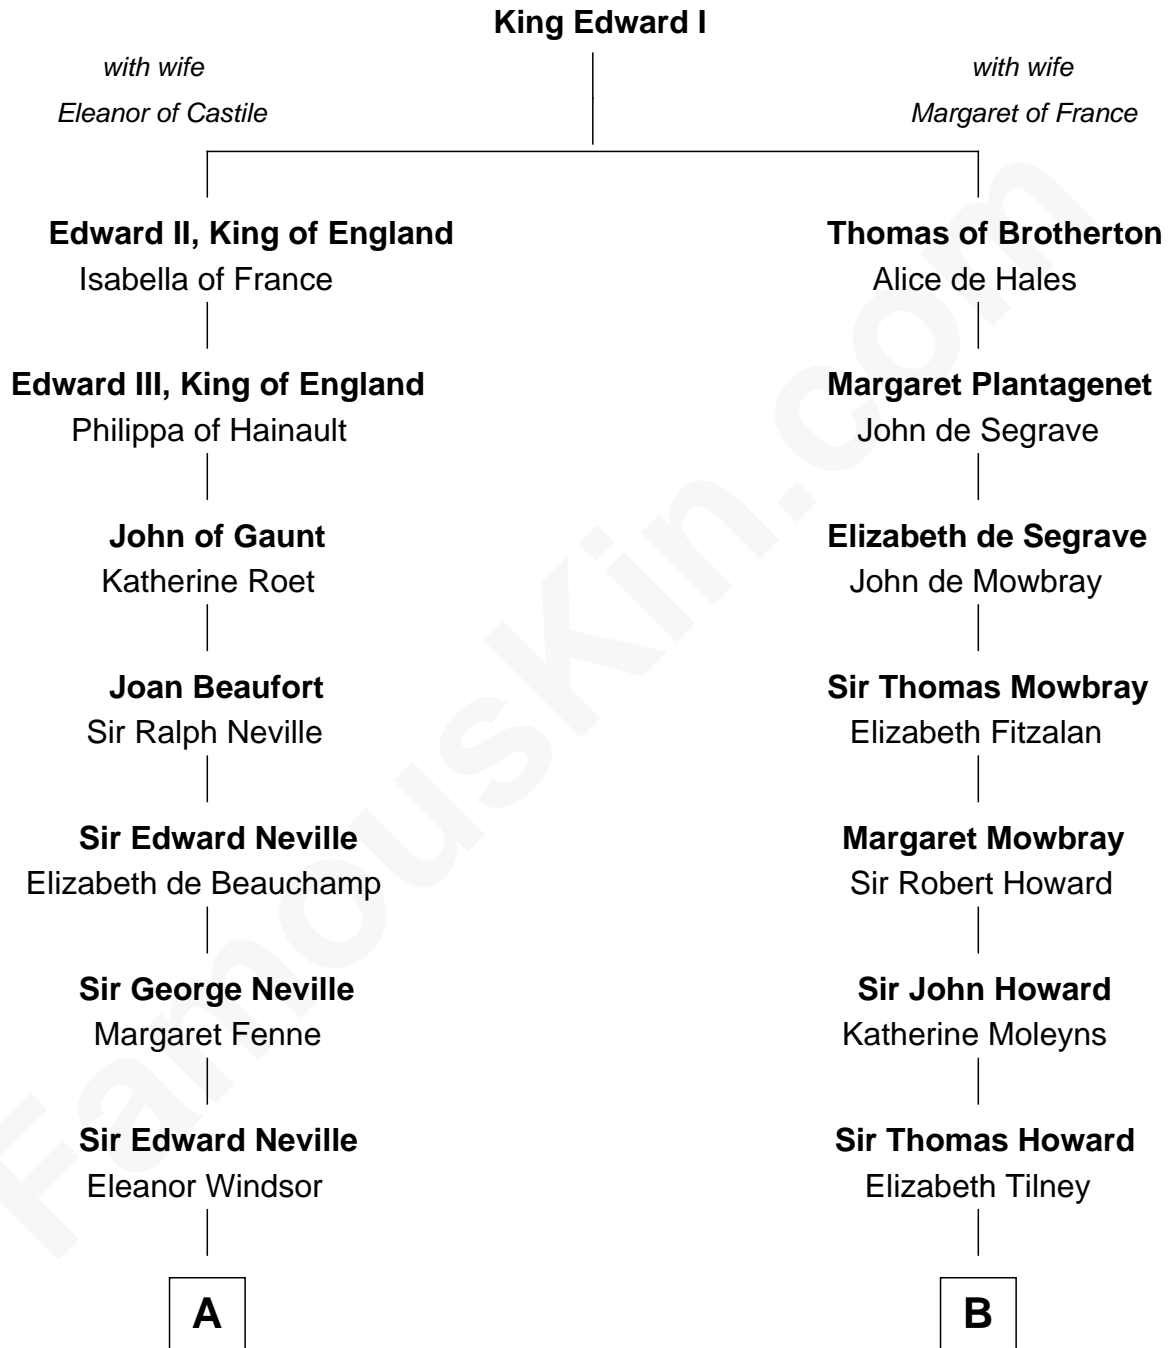 King Edward I
with wife
Eleanor of Castile
with wife
Margaret of France
Edward II, King of England
Isabella of France
Thomas of Brotherton
Alice de Hales
Edward III, King of England
Philippa of Hainault
Margaret Plantagenet
John de Segrave
John of Gaunt
Katherine Roet
Elizabeth de Segrave
John de Mowbray
Joan Beaufort
Sir Ralph Neville
Sir Thomas Mowbray
Elizabeth Fitzalan
Sir Edward Neville
Elizabeth de Beauchamp
Margaret Mowbray
Sir Robert Howard
Sir George Neville
Margaret Fenne
Sir John Howard
Katherine Moleyns
Sir Edward Neville
Eleanor Windsor
Sir Thomas Howard
Elizabeth Tilney
A
B
FamousKin.com